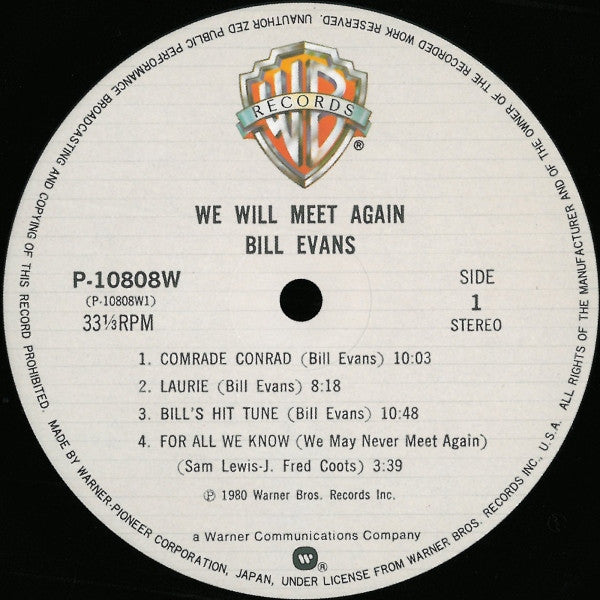 WB
RECORDS
®
WE WILL MEET AGAIN
BILL EVANS
P-10808W
(P-10808W1)
33⅓RPM
SIDE
1
STEREO
1. COMRADE CONRAD (Bill Evans) 10:03
2. LAURIE (Bill Evans) 8:18
3. BILL'S HIT TUNE (Bill Evans) 10:48
4. FOR ALL WE KNOW (We May Never Meet Again)
(Sam Lewis-J. Fred Coots) 3:39
℗ 1980 Warner Bros. Records Inc.
a Warner Communications Company
®
ALL RIGHTS OF THE MANUFACTURER AND OF THE OWNER OF THE RECORDED WORK RESERVED. UNAUTHORIZED PUBLIC PERFORMANCE BROADCASTING AND COPYING OF THIS RECORD PROHIBITED. MADE BY WARNER-PIONEER CORPORATION, JAPAN, UNDER LICENSE FROM WARNER BROS. RECORDS INC., U.S.A.